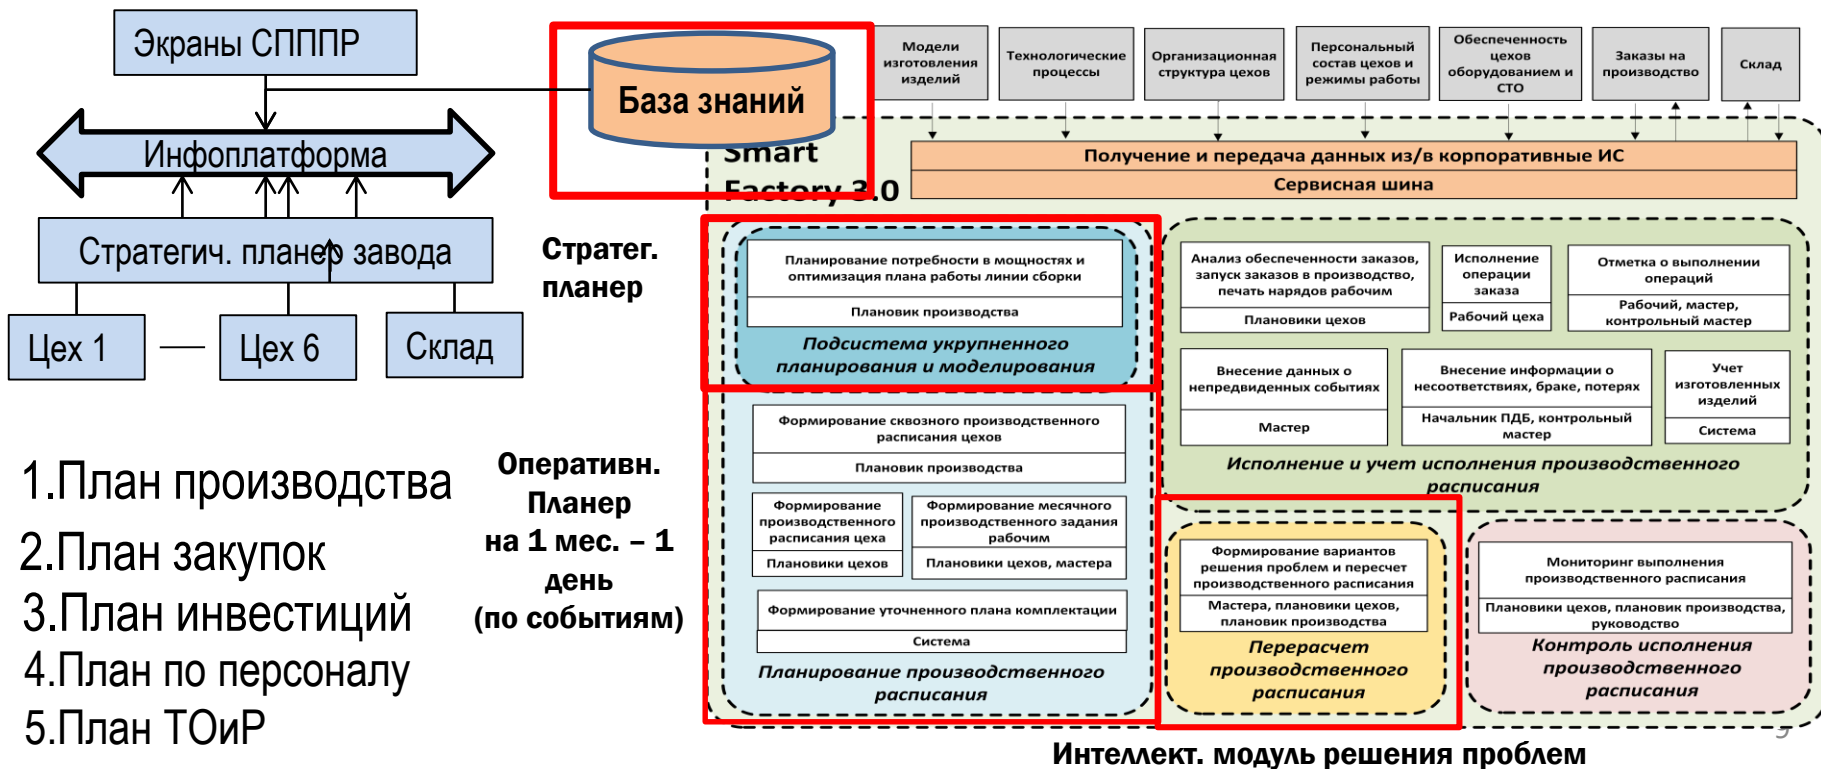 Экраны СПППР
База знаний
Инфоплатформа
Стратегич. планер завода
Цех 1
Цех 6
Склад
1.План производства
2.План закупок
3.План инвестиций
4.План по персоналу
5.План ТОиР
Стратег.
планер
Оперативн.
Планер
на 1 мес. – 1
день
(по событиям)
Модели
изготовления
изделий
Технологические
процессы
Организационная
структура цехов
Персональный
состав цехов и
режимы работы
Обеспеченность
цехов
оборудованием и
СТО
Заказы на
производство
Склад
Smart
Factory 3.0
Получение и передача данных из/в корпоративные ИС
Сервисная шина
Планирование потребности в мощностях и
оптимизация плана работы линии сборки
Плановик производства
Подсистема укрупненного
планирования и моделирования
Формирование сквозного производственного
расписания цехов
Плановик производства
Формирование
производственного
расписания цеха
Плановики цехов
Формирование месячного
производственного задания
рабочим
Плановики цехов, мастера
Формирование уточненного плана комплектации
Система
Планирование производственного
расписания
Анализ обеспеченности заказов,
запуск заказов в производство,
печать нарядов рабочим
Плановики цехов
Исполнение
операции
заказа
Рабочий цеха
Отметка о выполнении
операций
Рабочий, мастер,
контрольный мастер
Внесение данных о
непредвиденных событиях
Мастер
Внесение информации о
несоответствиях, браке, потерях
Начальник ПДБ, контрольный
мастер
Учет
изготовленных
изделий
Система
Исполнение и учет исполнения производственного
расписания
Формирование вариантов
решения проблем и пересчет
производственного расписания
Мастера, плановики цехов,
плановик производства
Перерасчет
производственного
расписания
Мониторинг выполнения
производственного расписания
Плановики цехов, плановик производства,
руководство
Контроль исполнения
производственного
расписания
Интеллект. модуль решения проблем